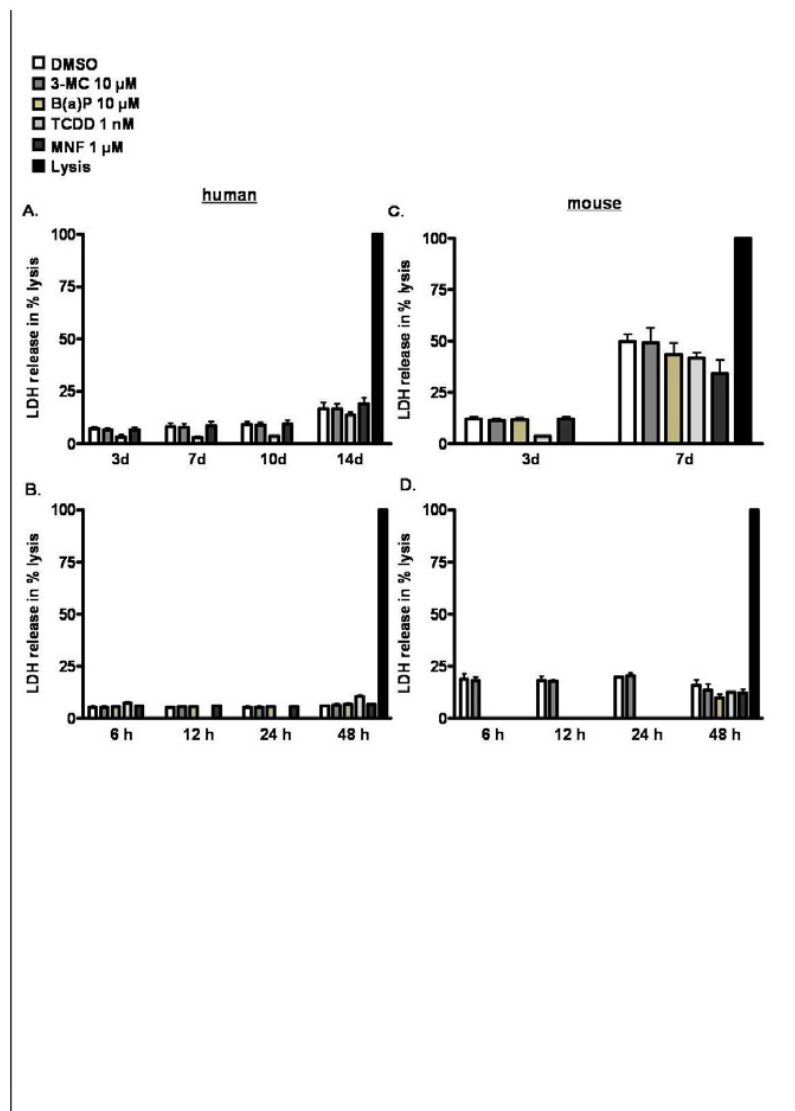 DMSO
3-MC 10 µM
B(a)P 10 µM
TCDD 1 nM
MNF 1 µM
Lysis
human
mouse
A.
LDH release in % lysis
100
75
50
25
0
3d 7d 10d 14d
C.
LDH release in % lysis
100
75
50
25
0
3d 7d
B.
LDH release in % lysis
100
75
50
25
0
6 h 12 h 24 h 48 h
D.
LDH release in % lysis
100
75
50
25
0
6 h 12 h 24 h 48 h